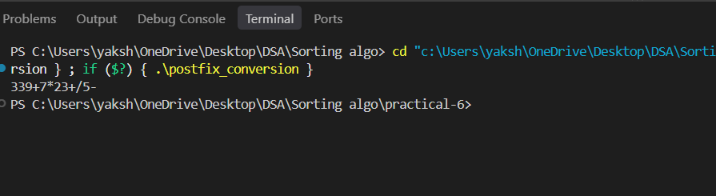 Problems Output Debug Console Terminal Ports
PS C:\Users\yaksh\OneDrive\Desktop\DSA\Sorting algo> cd "c:\Users\yaksh\OneDrive\Desktop\DSA\Sorti
rsion } ; if ($?) { .\postfix_conversion }
339+7*23+/5-
PS C:\Users\yaksh\OneDrive\Desktop\DSA\Sorting algo\practical-6>